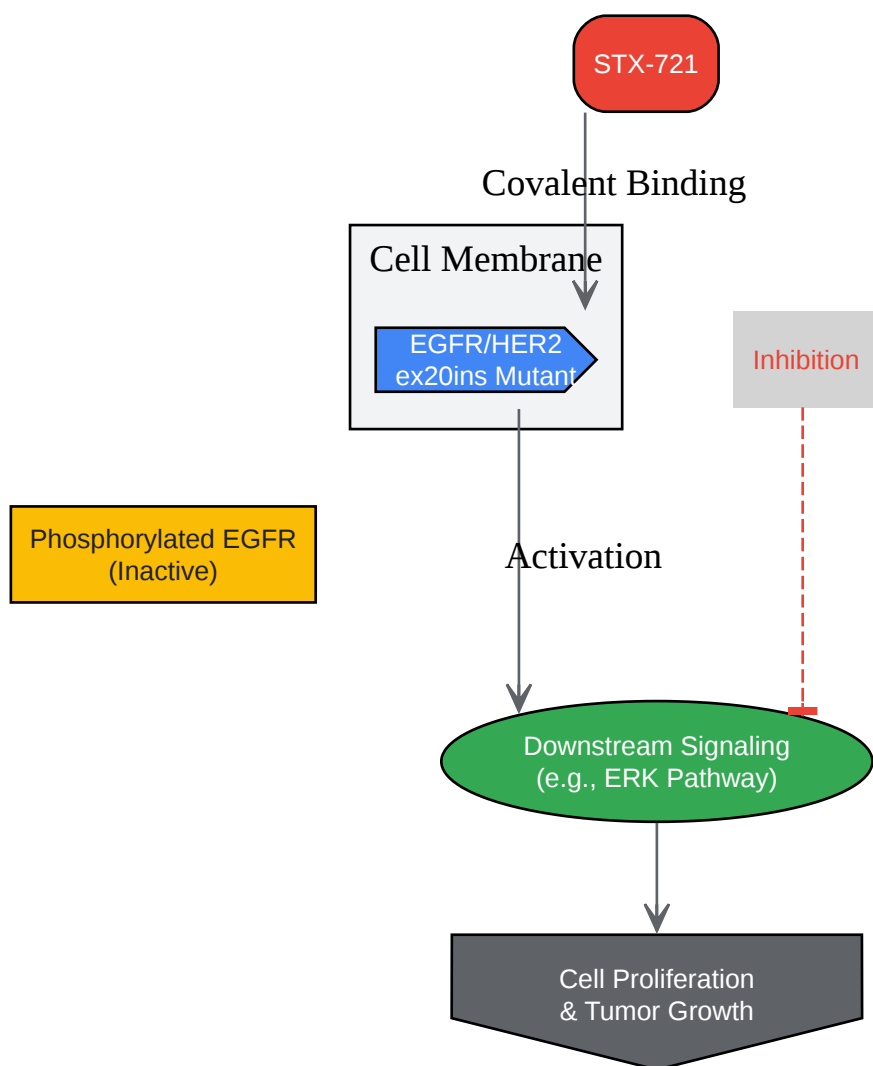 STX-721
Covalent Binding
Cell Membrane
EGFR/HER2
ex20ins Mutant
Inhibition
Phosphorylated EGFR
(Inactive)
Activation
Downstream Signaling
(e.g., ERK Pathway)
Cell Proliferation
& Tumor Growth